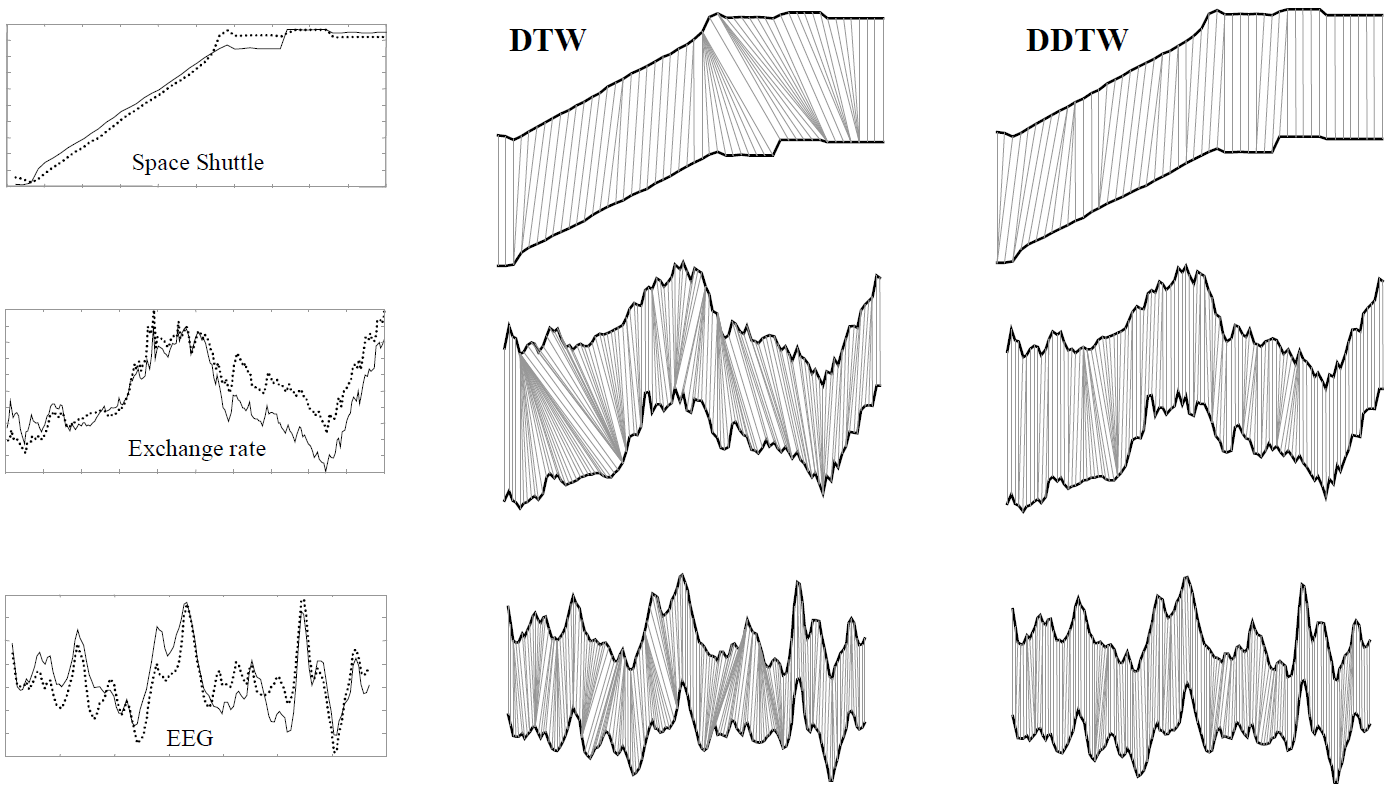 DTW
DDTW
Space Shuttle
Exchange rate
EEG